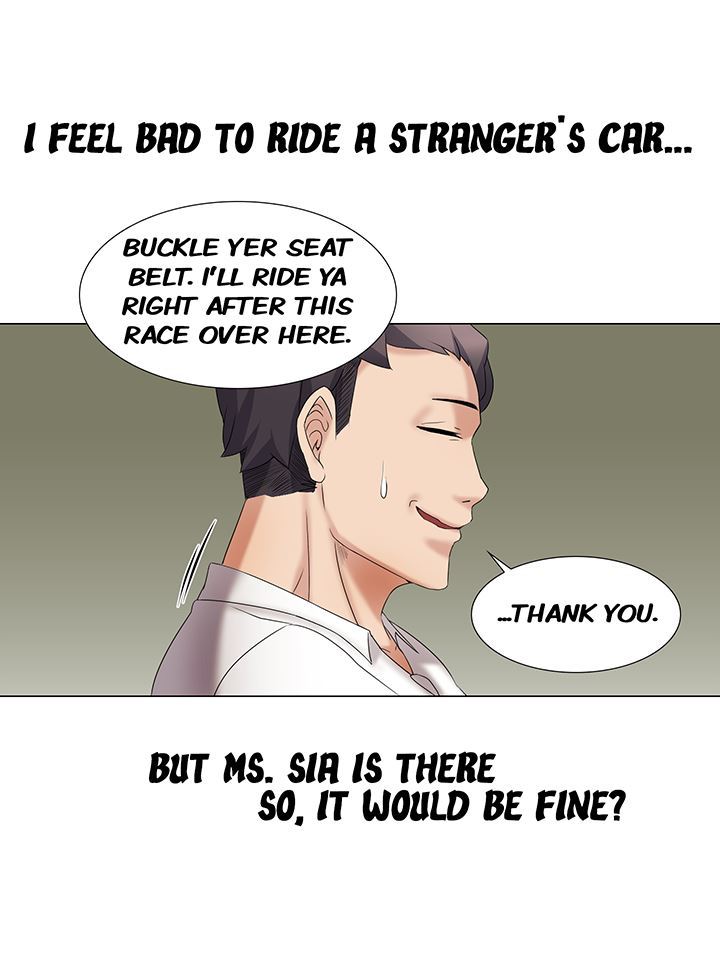 I FEEL BAD TO RIDE A STRANGER'S CAR...
BUCKLE YER SEAT
BELT. I'LL RIDE YA
RIGHT AFTER THIS
RACE OVER HERE.
...THANK YOU.
BUT MS. SIA IS THERE
SO, IT WOULD BE FINE?